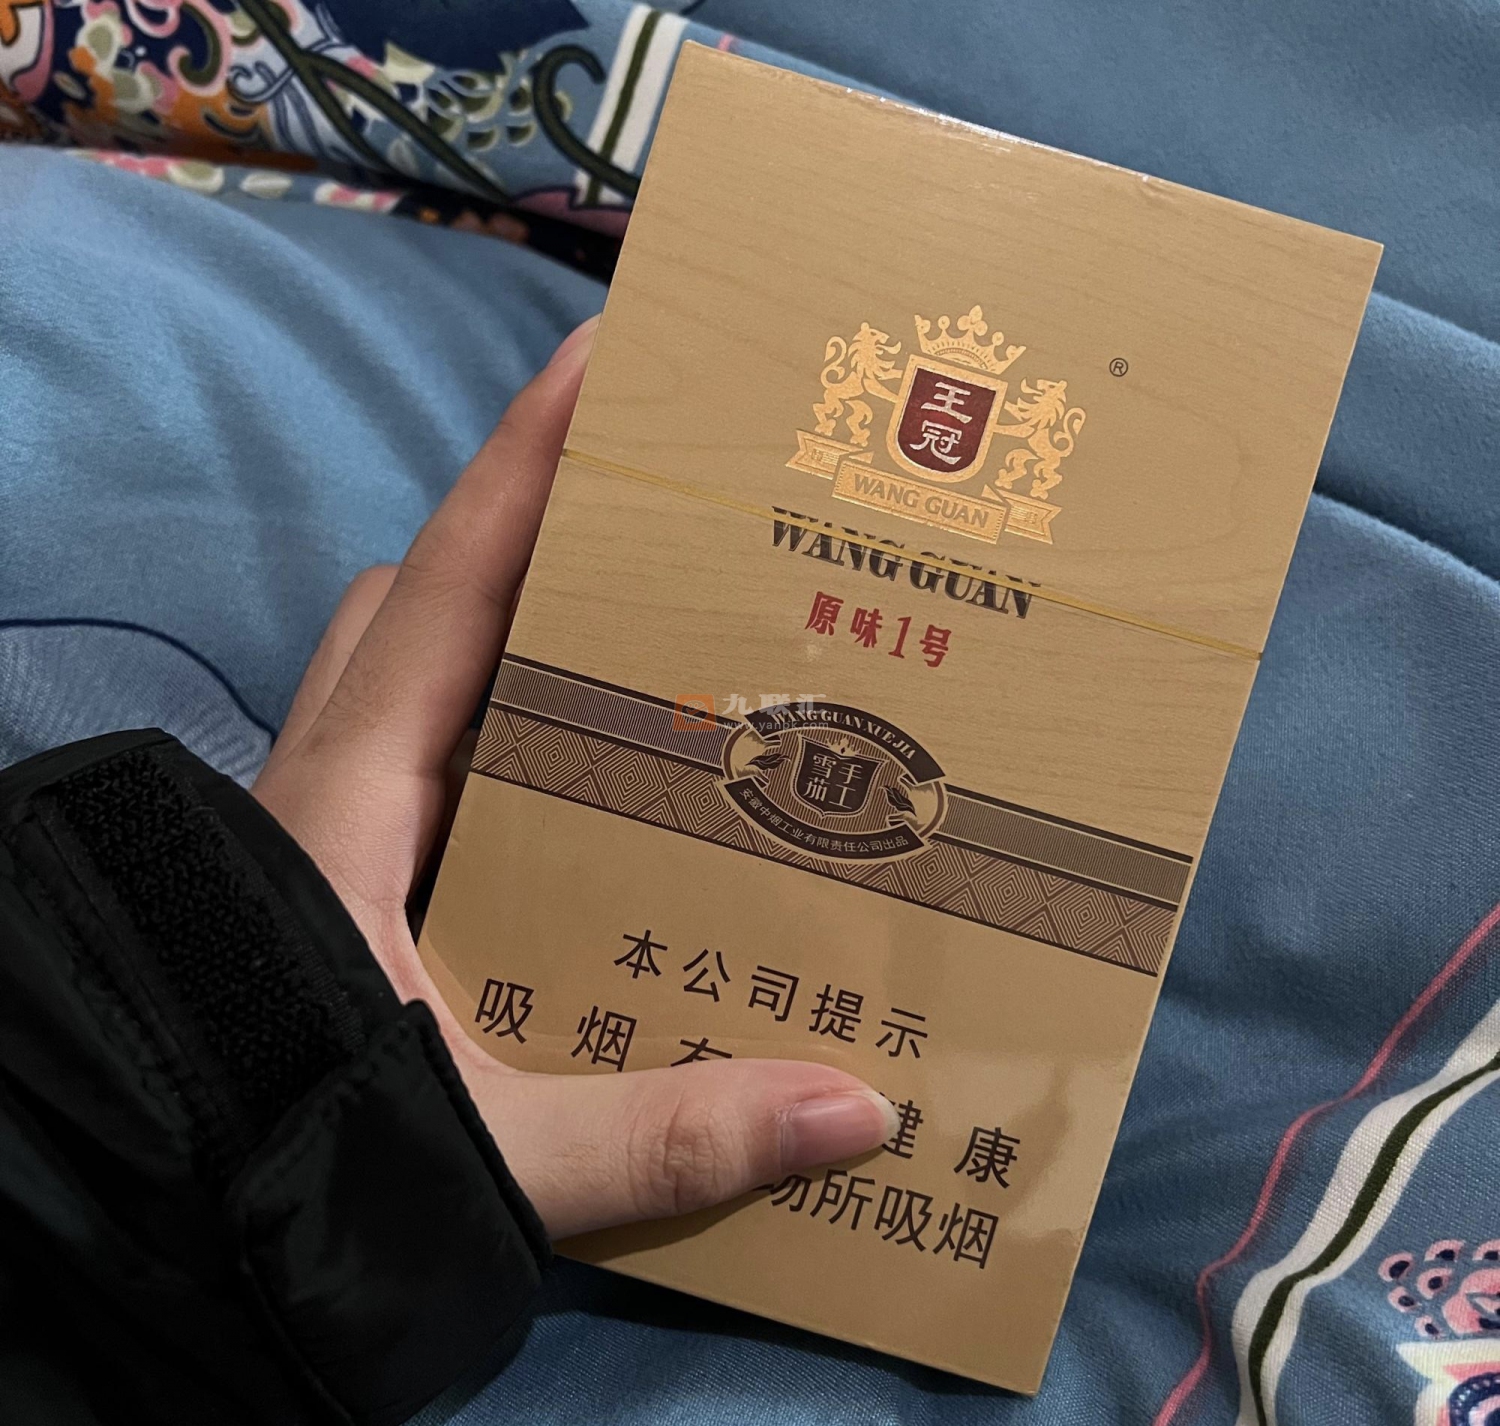 王
冠
®
WANG GUAN
WANG GUAN
原味1号
九联汇
www.yanbk.com
WANG GUAN XUE JIA
雪手
茄工
安徽中烟工业有限责任公司出品
本公司提示
吸烟有 健康
场所吸烟